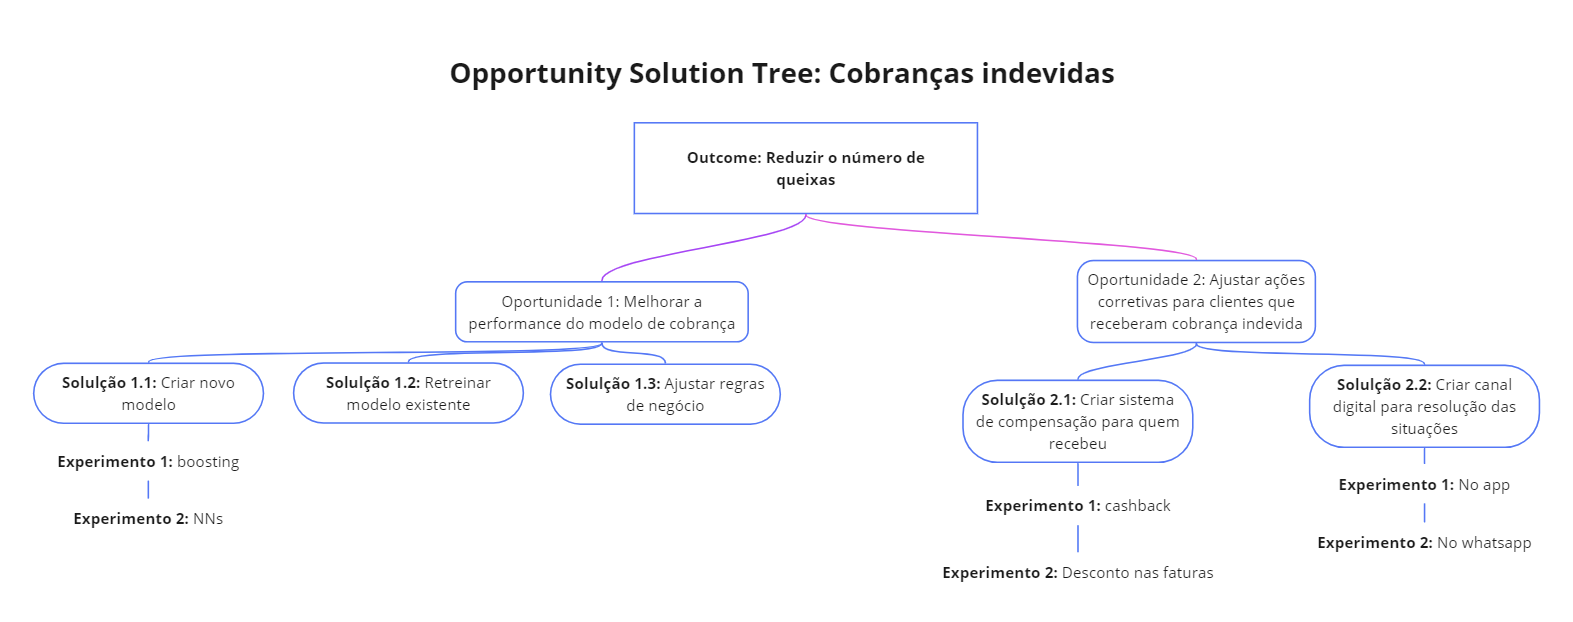 Opportunity Solution Tree: Cobranças indevidas
Outcome: Reduzir o número de
queixas
Oportunidade 1: Melhorar a
performance do modelo de cobrança
Solulção 1.1: Criar novo
modelo
Experimento 1: boosting
Experimento 2: NNs
Solulção 1.2: Retreinar
modelo existente
Solulção 1.3: Ajustar regras
de negócio
Oportunidade 2: Ajustar ações
corretivas para clientes que
receberam cobrança indevida
Solulção 2.1: Criar sistema
de compensação para quem
recebeu
Experimento 1: cashback
Experimento 2: Desconto nas faturas
Solulção 2.2: Criar canal
digital para resolução das
situações
Experimento 1: No app
Experimento 2: No whatsapp